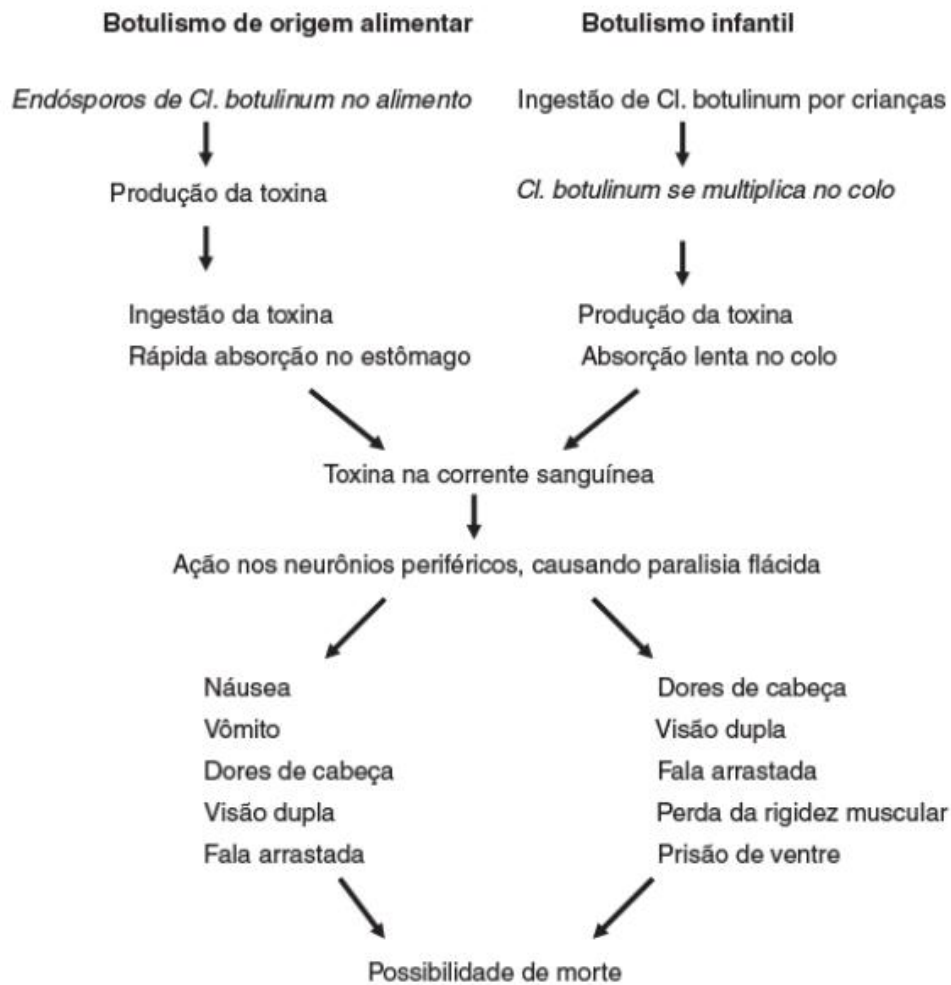 Botulismo de origem alimentar
Botulismo infantil
Endósporos de Cl. botulinum no alimento
Ingestão de Cl. botulinum por crianças
Produção da toxina
Cl. botulinum se multiplica no colo
Ingestão da toxina
Rápida absorção no estômago
Produção da toxina
Absorção lenta no colo
Toxina na corrente sanguínea
Ação nos neurônios periféricos, causando paralisia flácida
Náusea
Vômito
Dores de cabeça
Visão dupla
Fala arrastada
Dores de cabeça
Visão dupla
Fala arrastada
Perda da rigidez muscular
Prisão de ventre
Possibilidade de morte